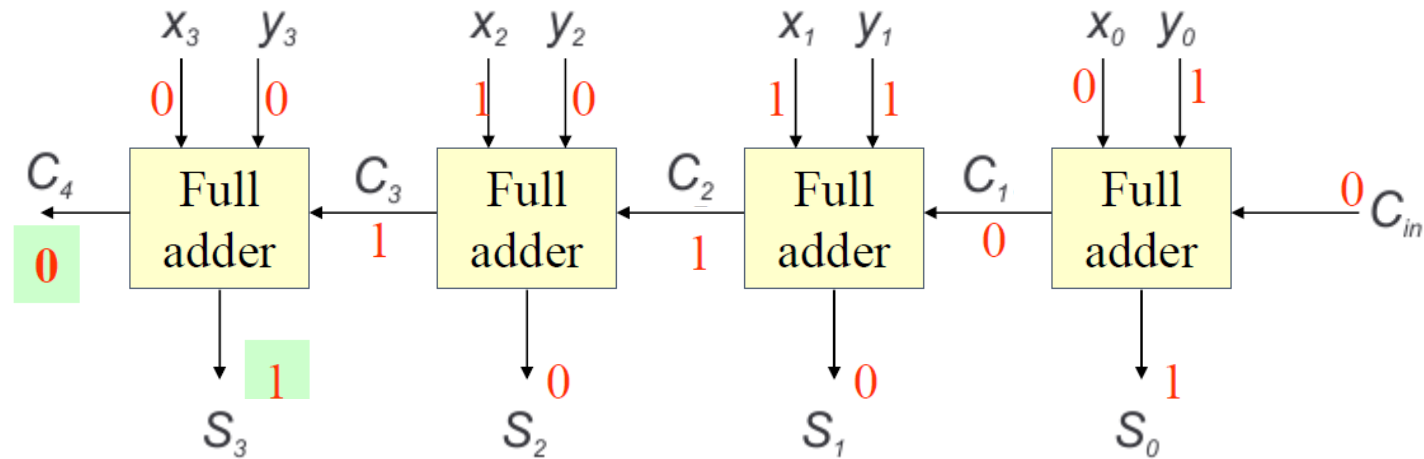 x₃ y₃ x₂ y₂ x₁ y₁ x₀ y₀
0 0 1 0 1 1 0 1
C₄ Full adder C₃ Full adder C₂ Full adder C₁ Full adder 0 C_in
0 1 1 0
1 0 0 1
S₃ S₂ S₁ S₀